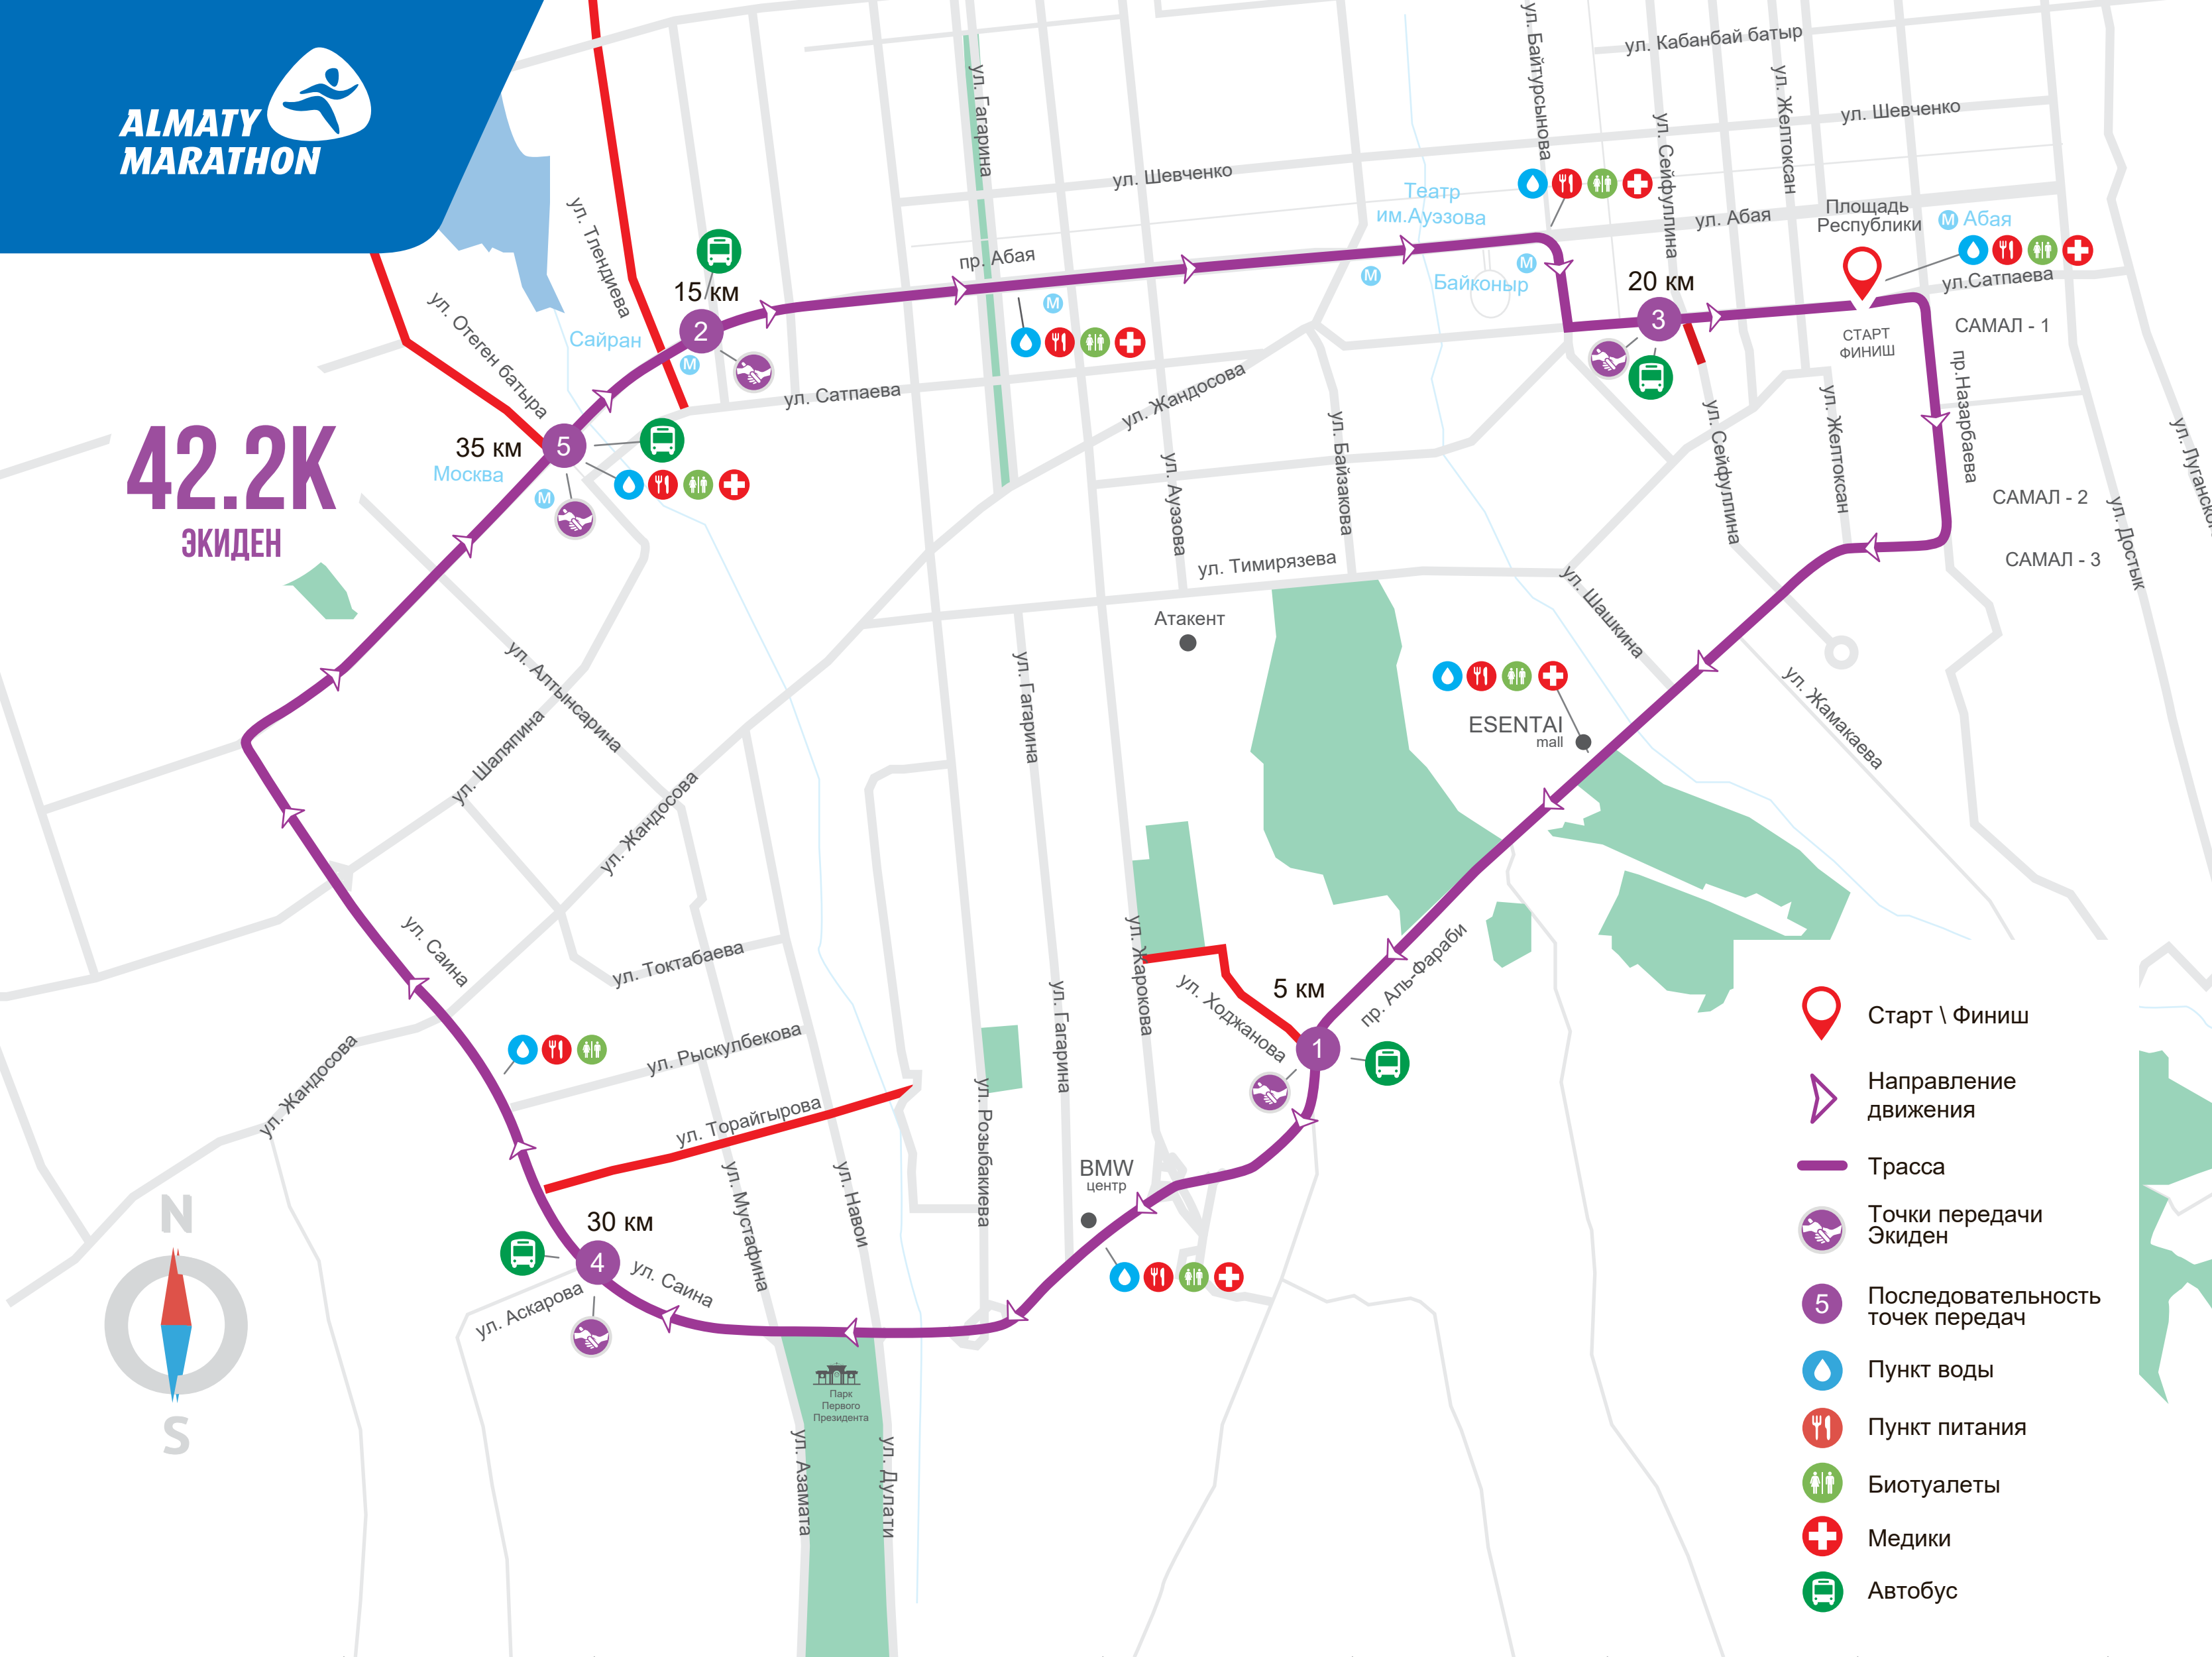 ALMATY
MARATHON
42.2K
ЭКИДЕН
ул. Кабанбай батыр
ул. Байтурсынова
ул. Гагарина
ул. Желтоксан
ул. Шевченко
ул. Сейфуллина
ул. Шевченко
Театр
им.Ауэзова
ул. Абая
Площадь
Республики
М Абая
ул. Тлендиева
пр. Абая
М
М
Байконыр
20 км
ул.Сатпаева
15 км
2
М
3
СТАРТ
ФИНИШ
САМАЛ - 1
ул. Отеген батыра
Сайран
М
ул. Сатпаева
ул. Жандосова
пр.Назарбаева
35 км
5
Москва
М
ул. Ауэзова
ул. Байзакова
ул. Сейфуллина
ул. Желтоксан
САМАЛ - 2
ул. Достык
САМАЛ - 3
ул. Тимирязева
ул. Шашкина
Атакент
ул. Алтынсарина
ул. Гагарина
ул. Жамакаева
ESENTAI
mall
ул. Шаляпина
ул. Жандосова
ул. Саина
ул. Токтабаева
ул. Жарокова
ул. Ходжанова
5 км
пр. Аль-Фараби
1
ул. Гагарина
ул. Рыскулбекова
ул. Жандосова
ул. Торайгырова
ул. Розыбакиева
BMW
центр
ул. Мустафина
ул. Навои
30 км
4
ул. Саина
ул. Аскарова
Парк
Первого
Президента
ул. Азамата
ул. Дулати
N
S
Старт \ Финиш
Направление
движения
Трасса
Точки передачи
Экиден
5
Последовательность
точек передач
Пункт воды
Пункт питания
Биотуалеты
Медики
Автобус